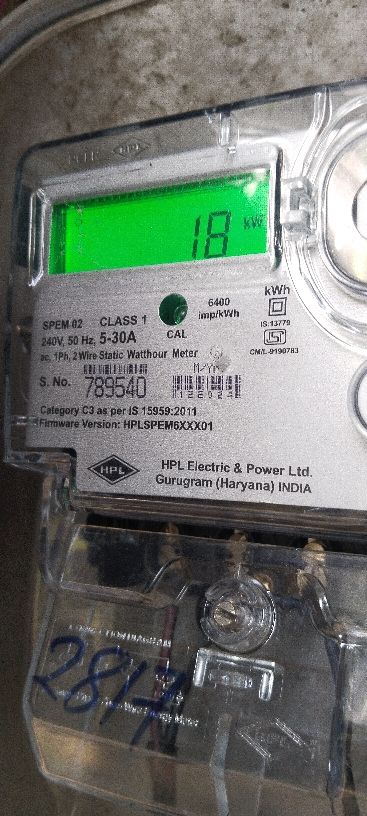 HPL
18 kW
6400
imp/kWh
kWh
SPEM 02 CLASS 1
240V, 50 Hz, 5-30A CAL
IS:13779
ac, 1Ph, 2 Wire Static Watthour Meter
CM/L-9190783
S. No. 789540
Category C3 as per IS 15959:2011
Firmware Version: HPLSPEM6XXX01
HPL
HPL Electric & Power Ltd.
Gurugram (Haryana) INDIA
2817